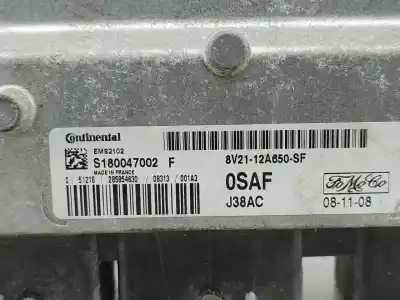 Continental
EMS2102
S180047002 F
MADE IN FRANCE
0 51218 / 285854630 / 08313 / 001A3
8V21-12A650-SF
0SAF
J38AC
FoMoCo
08-11-08